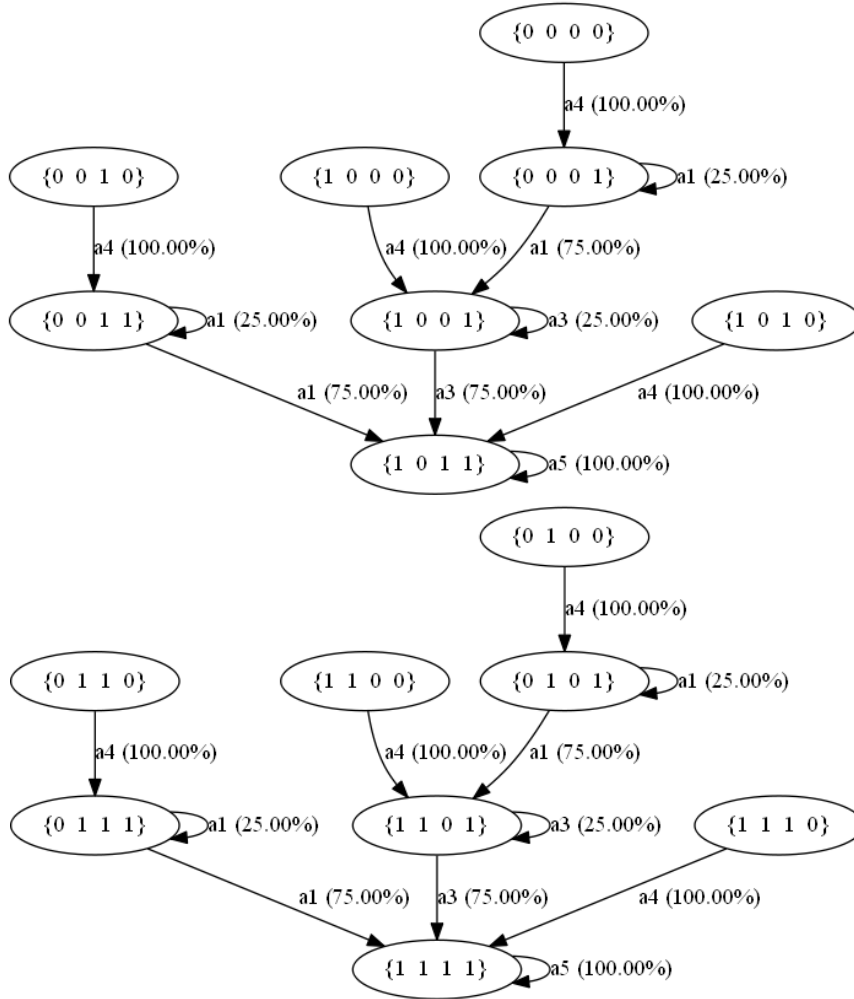 {0 0 0 0}
a4 (100.00%)
{0 0 1 0}
{1 0 0 0}
{0 0 0 1}
a1 (25.00%)
a4 (100.00%)
a4 (100.00%)
a1 (75.00%)
{0 0 1 1}
a1 (25.00%)
{1 0 0 1}
a3 (25.00%)
{1 0 1 0}
a1 (75.00%)
a3 (75.00%)
a4 (100.00%)
{1 0 1 1}
a5 (100.00%)
{0 1 0 0}
a4 (100.00%)
{0 1 1 0}
{1 1 0 0}
{0 1 0 1}
a1 (25.00%)
a4 (100.00%)
a4 (100.00%)
a1 (75.00%)
{0 1 1 1}
a1 (25.00%)
{1 1 0 1}
a3 (25.00%)
{1 1 1 0}
a1 (75.00%)
a3 (75.00%)
a4 (100.00%)
{1 1 1 1}
a5 (100.00%)